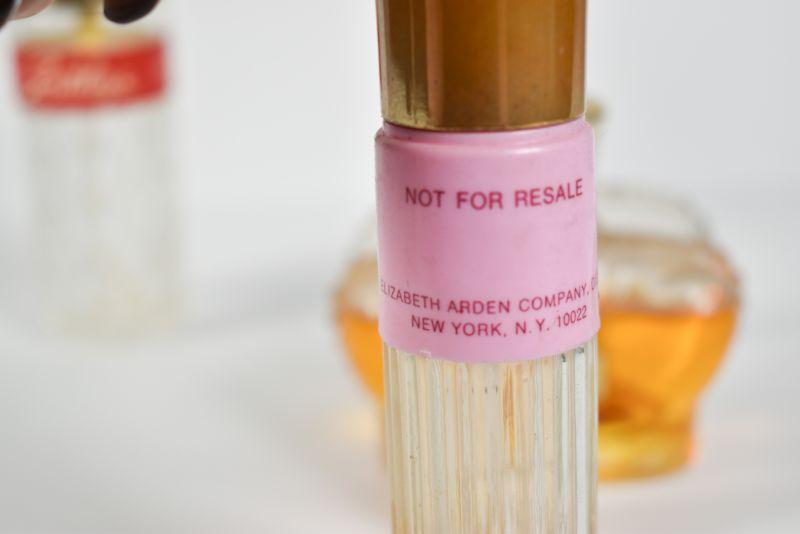 NOT FOR RESALE
ELIZABETH ARDEN COMPANY,
NEW YORK, N.Y. 10022